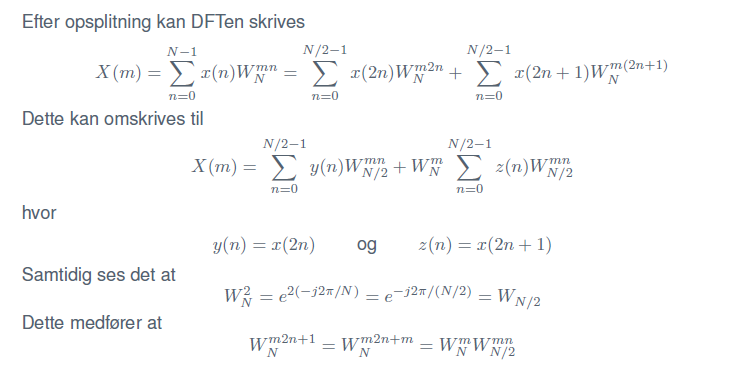 Efter opsplitning kan DFTen skrives
X(m) = \sum_{n=0}^{N-1} x(n)W_N^{mn} = \sum_{n=0}^{N/2-1} x(2n)W_N^{m2n} + \sum_{n=0}^{N/2-1} x(2n+1)W_N^{m(2n+1)}
Dette kan omskrives til
X(m) = \sum_{n=0}^{N/2-1} y(n)W_{N/2}^{mn} + W_N^m \sum_{n=0}^{N/2-1} z(n)W_{N/2}^{mn}
hvor
y(n) = x(2n) og z(n) = x(2n+1)
Samtidig ses det at
W_N^2 = e^{2(-j2\pi/N)} = e^{-j2\pi/(N/2)} = W_{N/2}
Dette medfører at
W_N^{m2n+1} = W_N^{m2n+m} = W_N^m W_{N/2}^{mn}